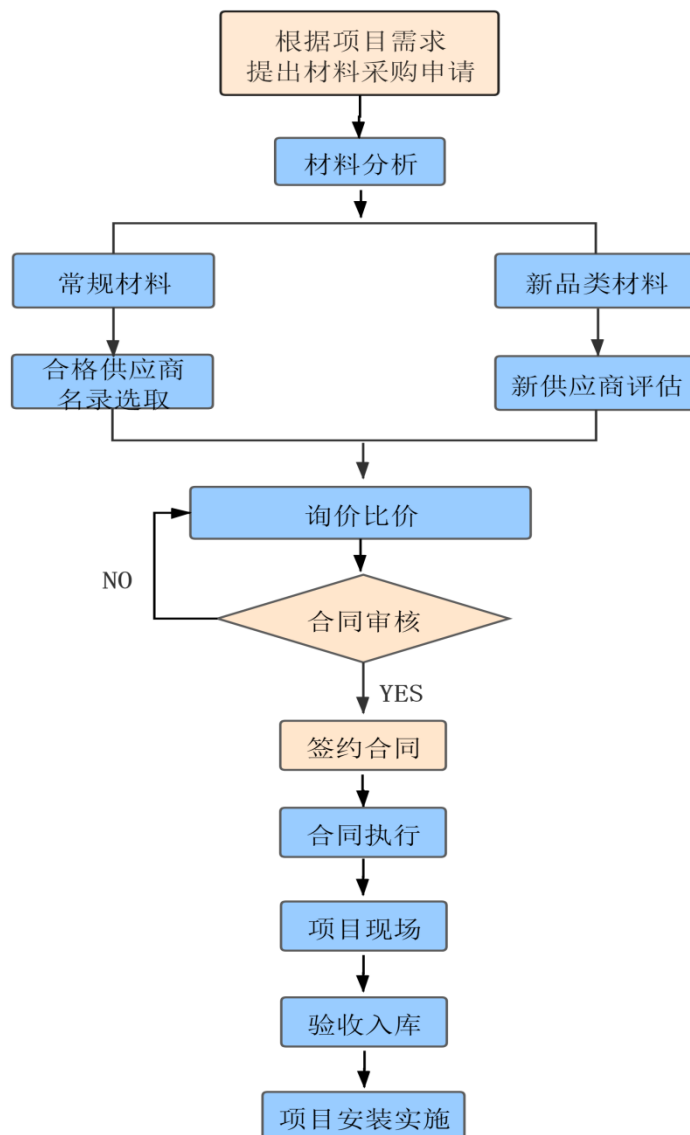 根据项目需求
提出材料采购申请
材料分析
常规材料
新品类材料
合格供应商
名录选取
新供应商评估
询价比价
NO
合同审核
YES
签约合同
合同执行
项目现场
验收入库
项目安装实施